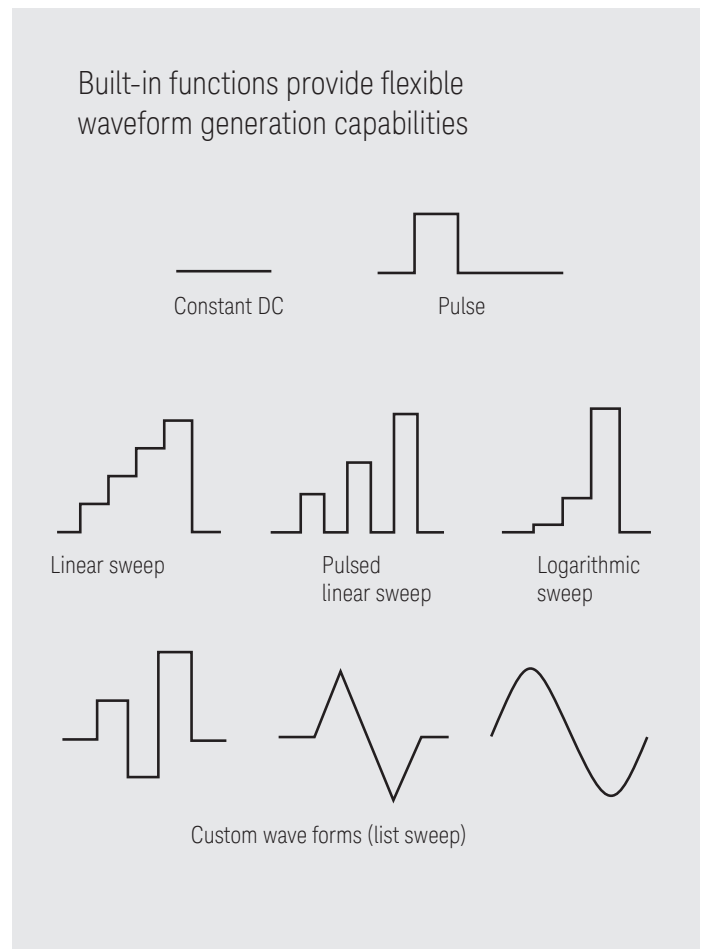 Built-in functions provide flexible
waveform generation capabilities
Constant DC
Pulse
Linear sweep
Pulsed
linear sweep
Logarithmic
sweep
Custom wave forms (list sweep)